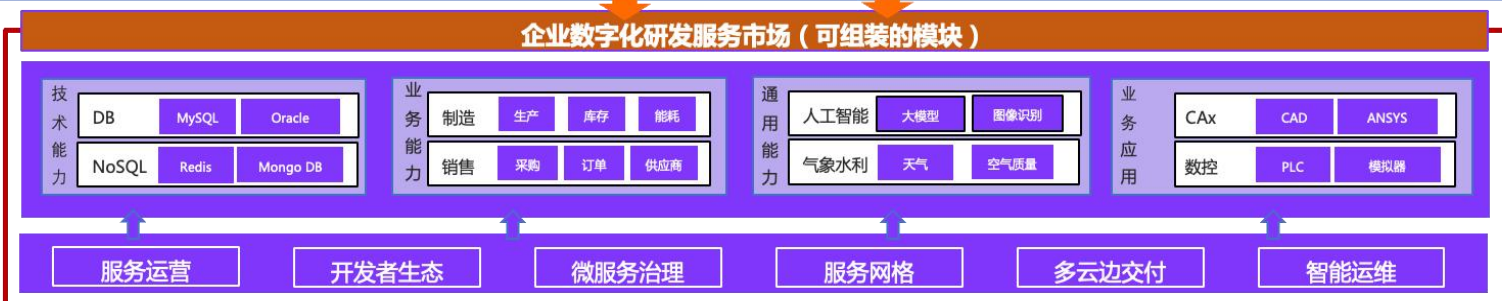 企业数字化研发服务市场（可组装的模块）
技术能力
DB MySQL Oracle
NoSQL Redis Mongo DB
业务能力
制造 生产 库存 能耗
销售 采购 订单 供应商
通用能力
人工智能 大模型 图像识别
气象水利 天气 空气质量
业务应用
CAx CAD ANSYS
数控 PLC 模拟器
服务运营 开发者生态 微服务治理 服务网格 多云边交付 智能运维